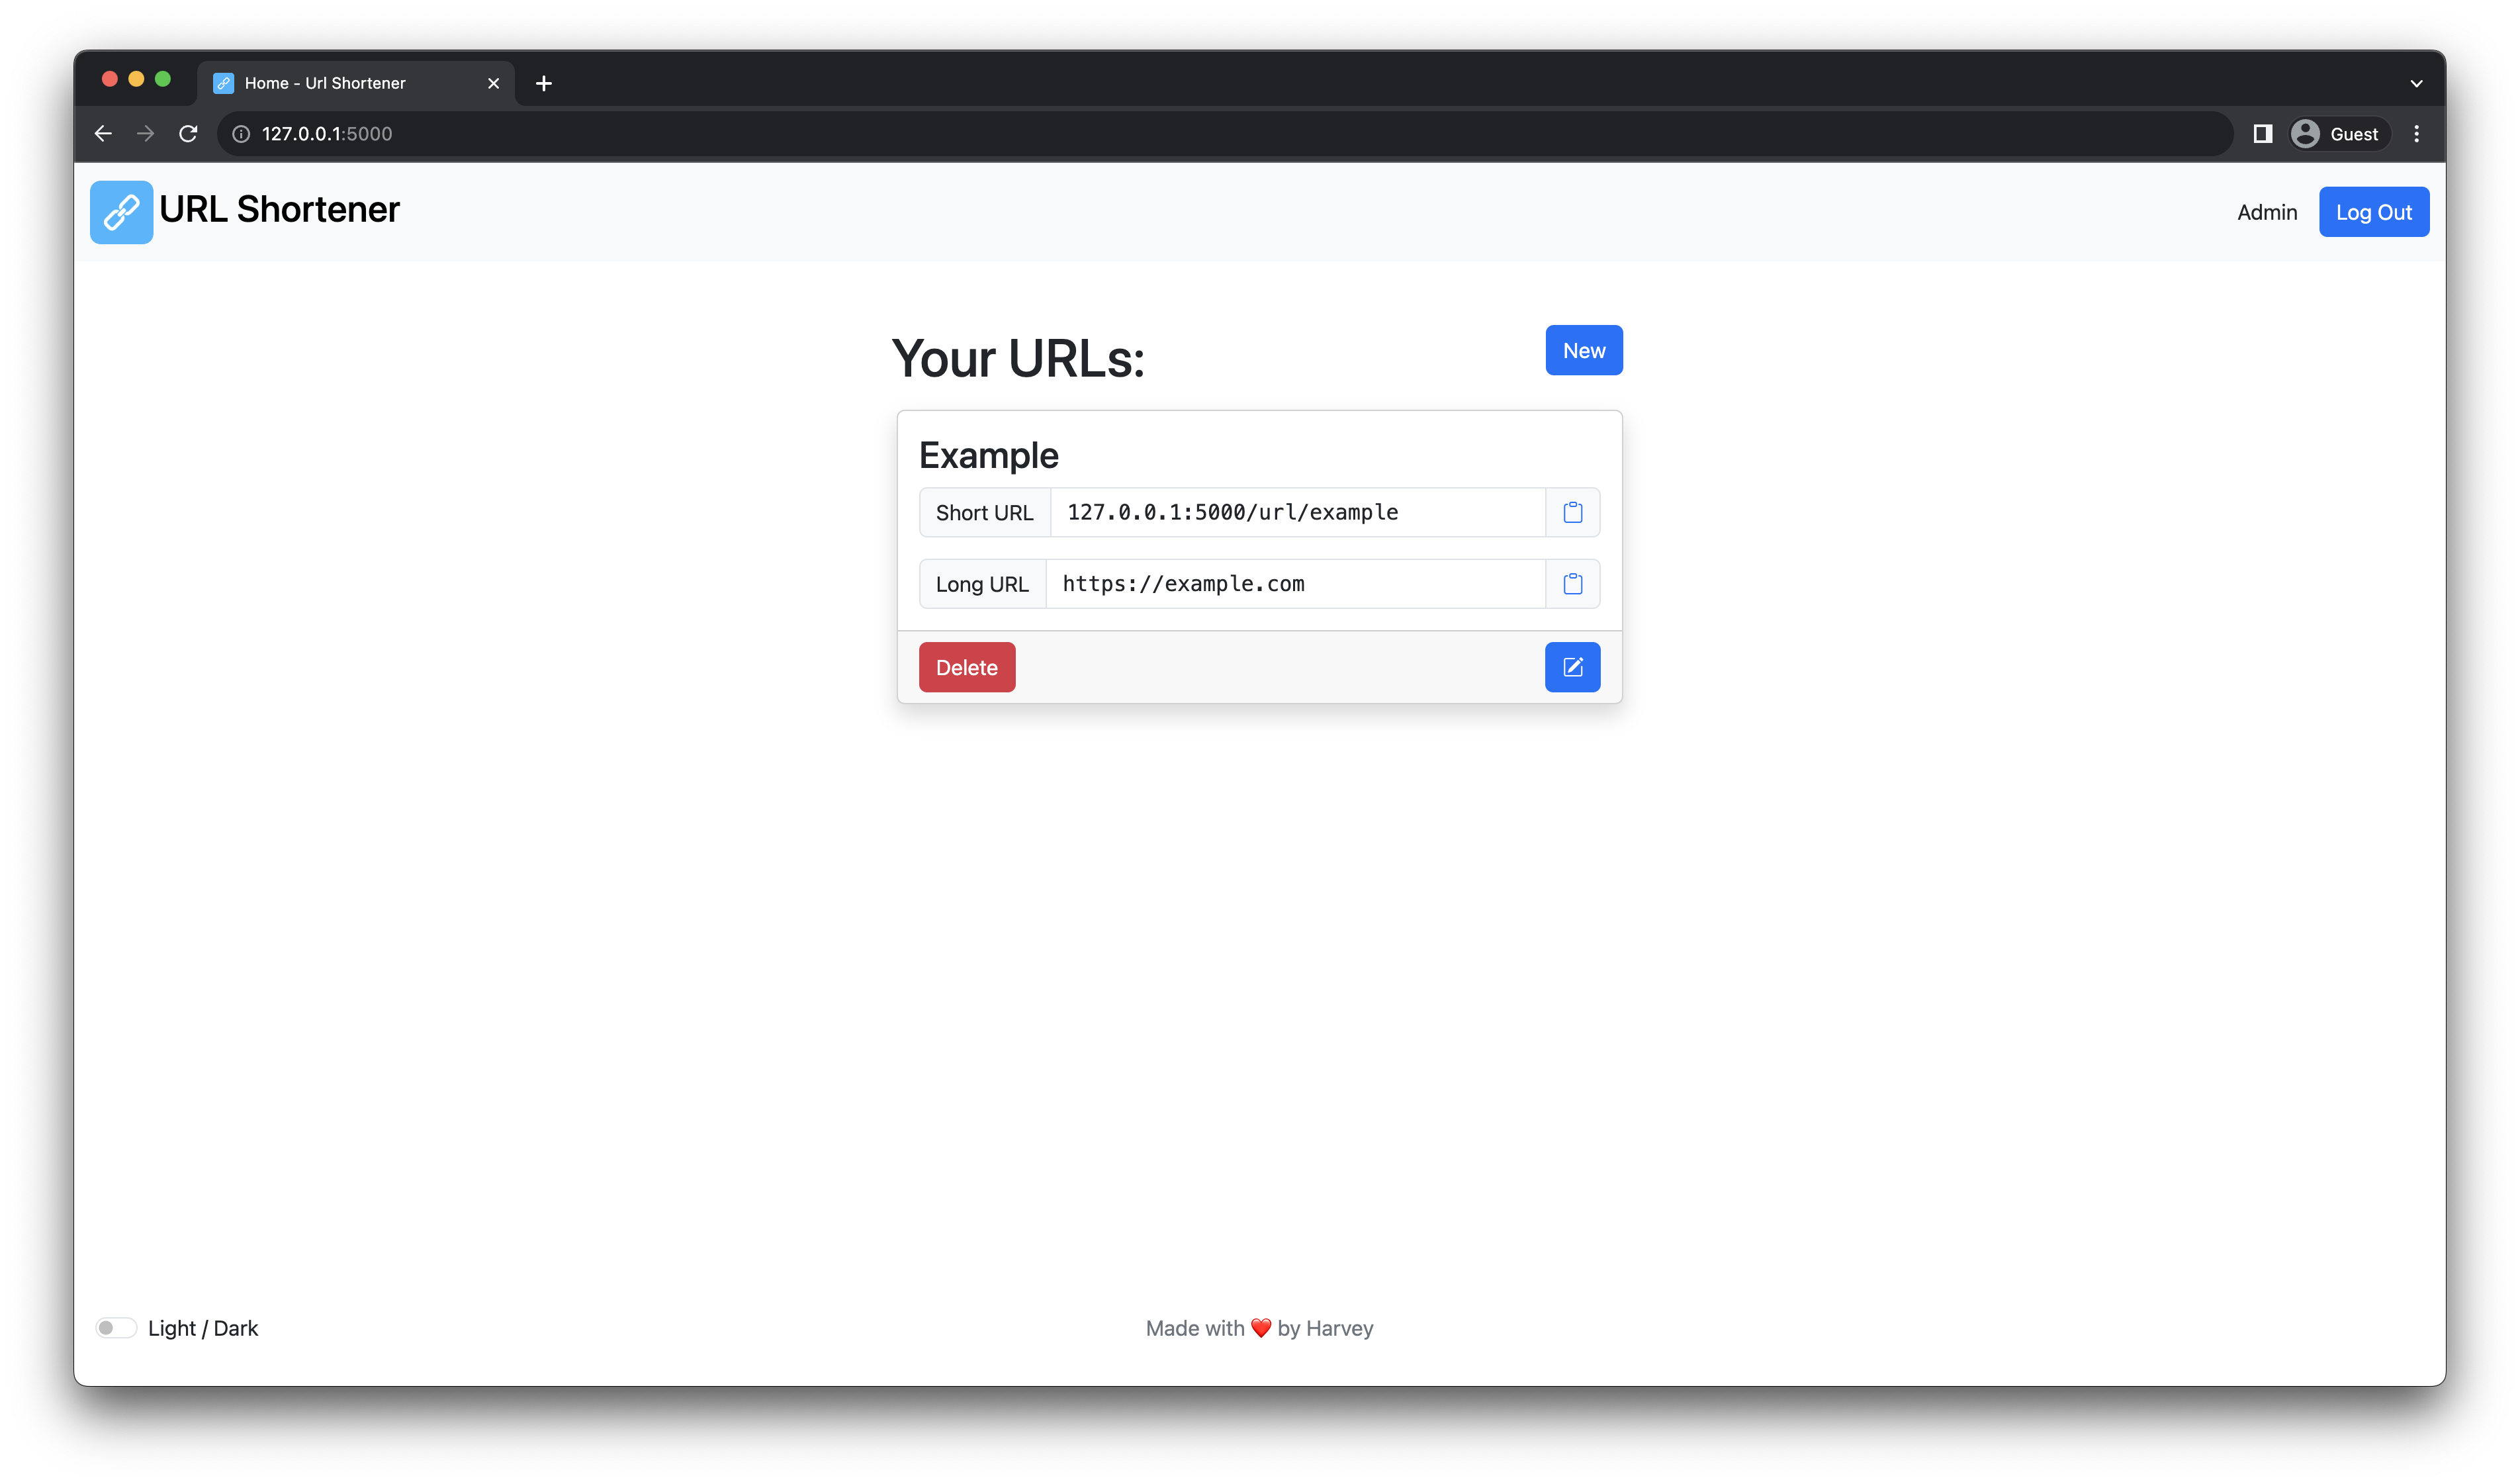 Home - Url Shortener
127.0.0.1:5000
Guest
URL Shortener
Admin
Log Out
Your URLs:
New
Example
Short URL
127.0.0.1:5000/url/example
Long URL
https://example.com
Delete
Light / Dark
Made with ❤️ by Harvey